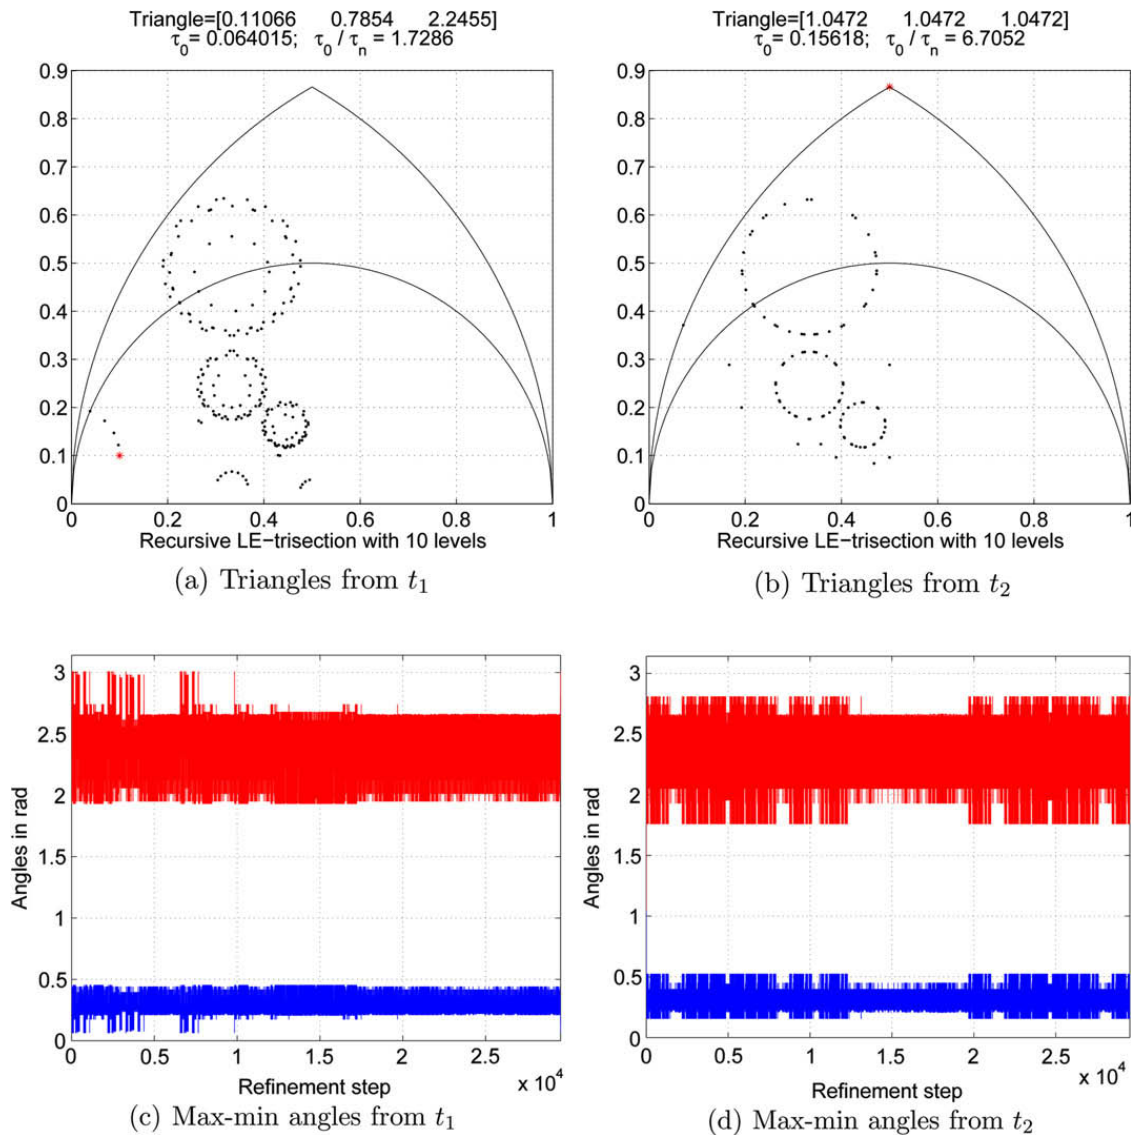 Triangle=[0.11066 0.7854 2.2455]
τ0 = 0.064015; τ0 / τn = 1.7286
0.9
0.8
0.7
0.6
0.5
0.4
0.3
0.2
0.1
0
0 0.2 0.4 0.6 0.8 1
Recursive LE−trisection with 10 levels
(a) Triangles from t1
Triangle=[1.0472 1.0472 1.0472]
τ0 = 0.15618; τ0 / τn = 6.7052
0.9
0.8
0.7
0.6
0.5
0.4
0.3
0.2
0.1
0
0 0.2 0.4 0.6 0.8 1
Recursive LE−trisection with 10 levels
(b) Triangles from t2
3
2.5
2
1.5
1
0.5
0
Angles in rad
0 0.5 1 1.5 2 2.5
x 10^4
Refinement step
(c) Max-min angles from t1
3
2.5
2
1.5
1
0.5
0
Angles in rad
0 0.5 1 1.5 2 2.5
x 10^4
Refinement step
(d) Max-min angles from t2